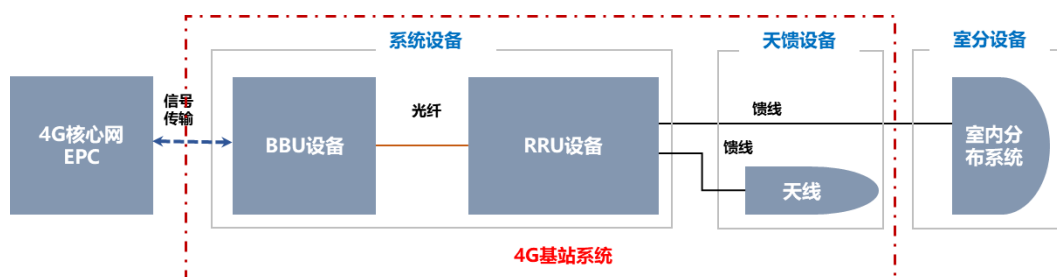 系统设备
天馈设备
室分设备
信号
传输
4G核心网
EPC
BBU设备
光纤
RRU设备
馈线
馈线
天线
室内分
布系统
4G基站系统